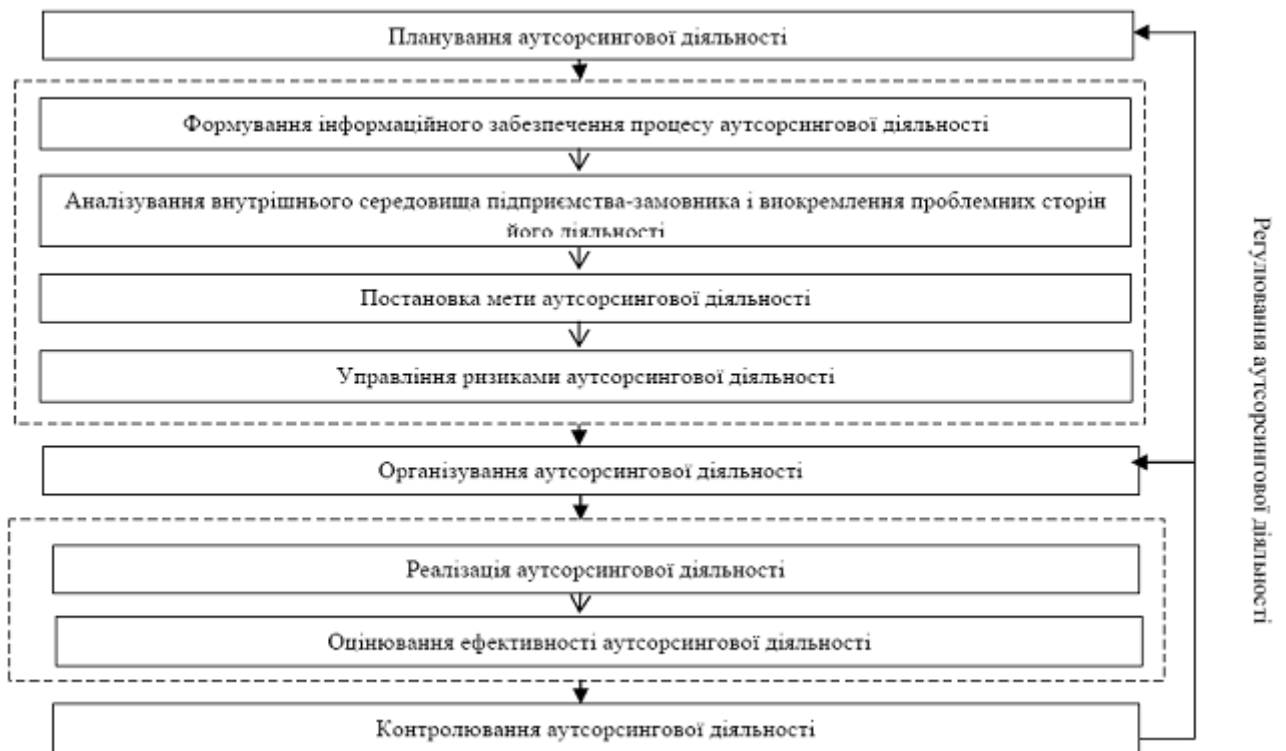 Планування аутсорсингової діяльності
Формування інформаційного забезпечення процесу аутсорсингової діяльності
Аналізування внутрішнього середовища підприємства-замовника і виокремлення проблемних сторін
його діяльності
Постановка мети аутсорсингової діяльності
Управління ризиками аутсорсингової діяльності
Організування аутсорсингової діяльності
Реалізація аутсорсингової діяльності
Оцінювання ефективності аутсорсингової діяльності
Контролювання аутсорсингової діяльності
Регулювання аутсорсингової діяльності